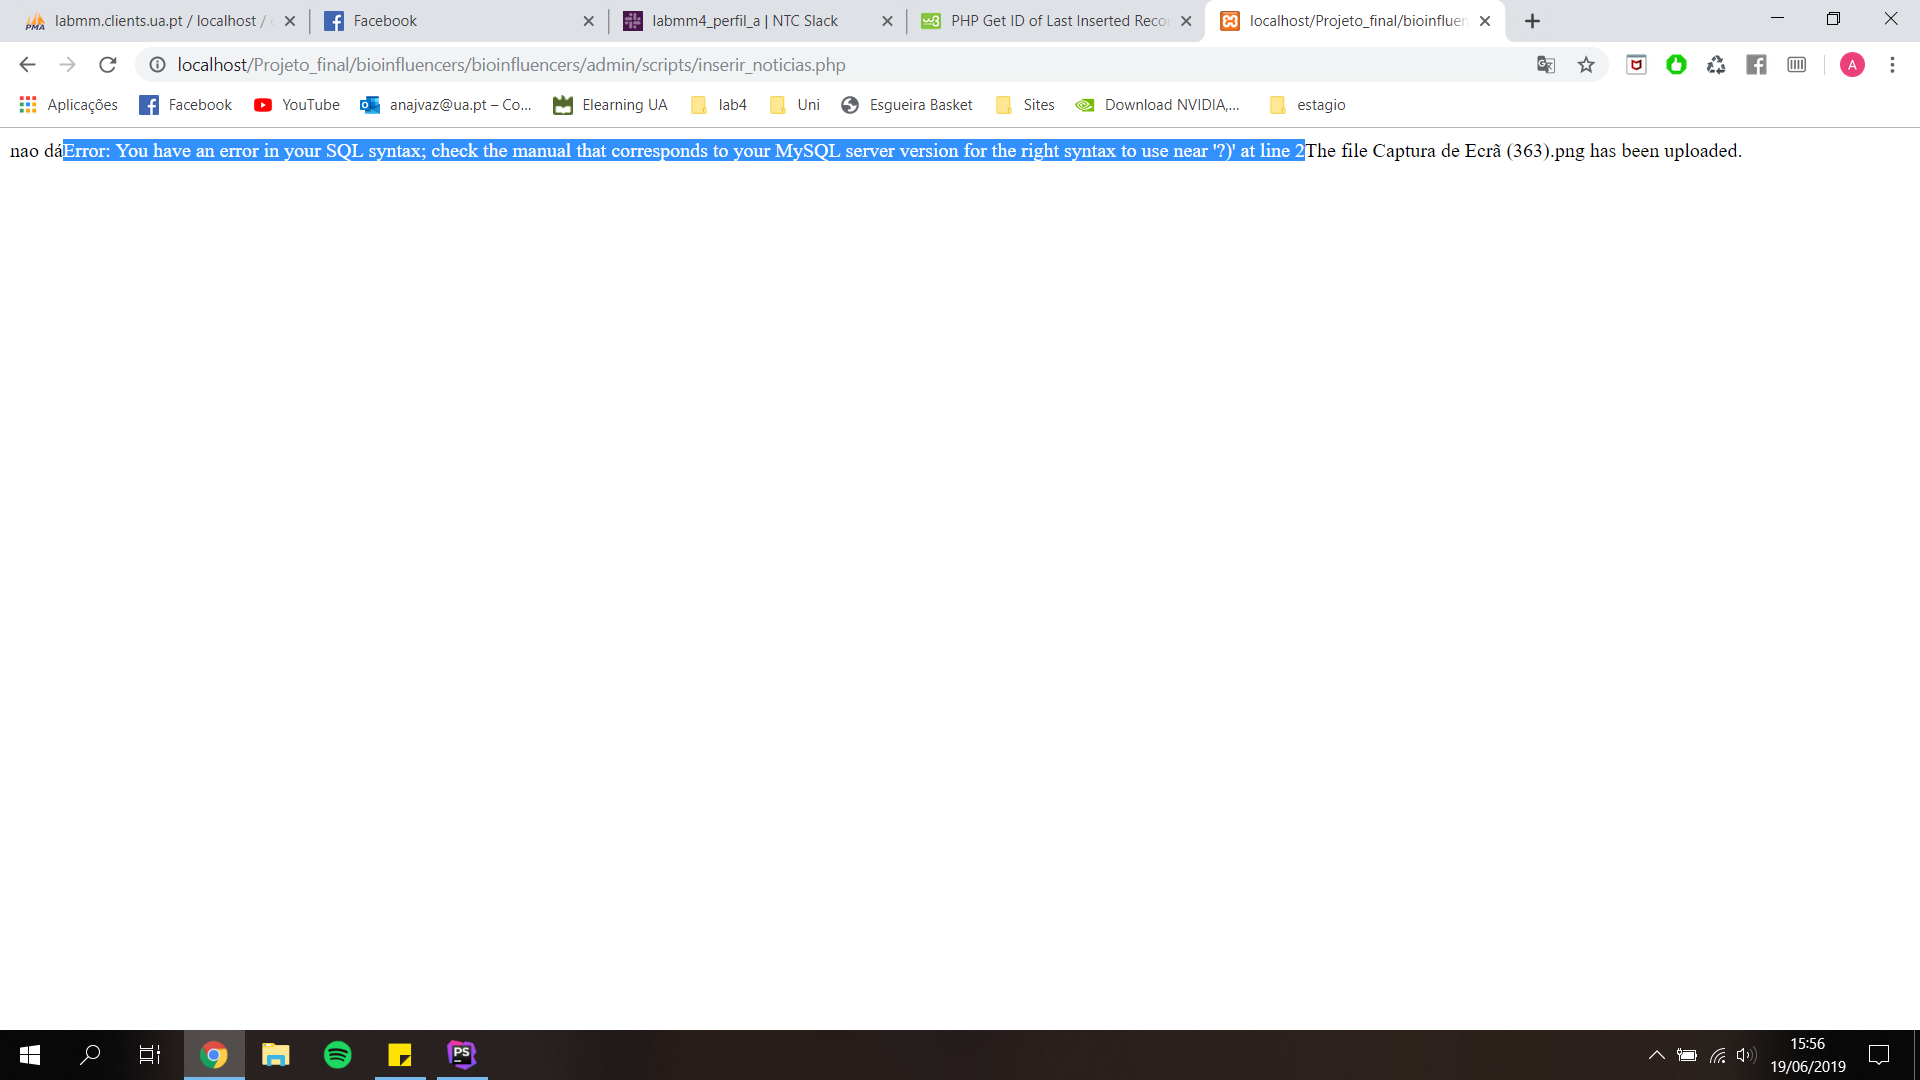 labmm.clients.ua.pt / localhost /
Facebook
labmm4_perfil_a | NTC Slack
PHP Get ID of Last Inserted Reco
localhost/Projeto_final/bioinfluen
localhost/Projeto_final/bioinfluencers/bioinfluencers/admin/scripts/inserir_noticias.php
A
Aplicações
Facebook
YouTube
anajvaz@ua.pt – Co...
Elearning UA
lab4
Uni
Esgueira Basket
Sites
Download NVIDIA,...
estagio
nao dáError: You have an error in your SQL syntax; check the manual that corresponds to your MySQL server version for the right syntax to use near '?)' at line 2The file Captura de Ecrã (363).png has been uploaded.
PS
15:56
19/06/2019